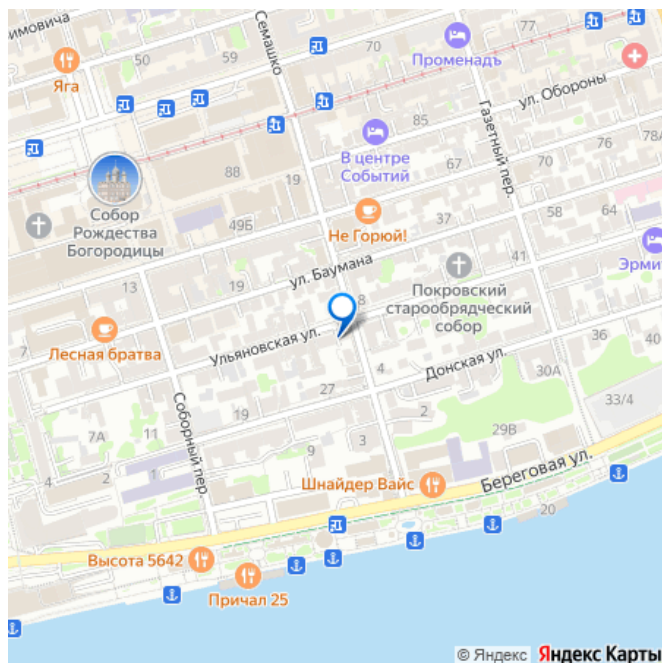 имовича
Яга
50
59
Семашко
70
Променадъ
77
ул. Обороны
85
В центре
Событий
67
70
76
78А
Газетный пер.
88
19
Собор
Рождества
Богородицы
49Б
Не Горюй!
37
58
64
Эрми
ул. Баумана
13
8
Покровский
старообрядческий
собор
41
Лесная братва
Ульяновская ул.
36
40
Донская ул.
4
30А
27
19
2
33/4
7А
11
Соборный пер.
9
3
29В
4
2
1
Шнайдер Вайс
Береговая ул.
20
Высота 5642
Причал 25
© Яндекс Яндекс Карты